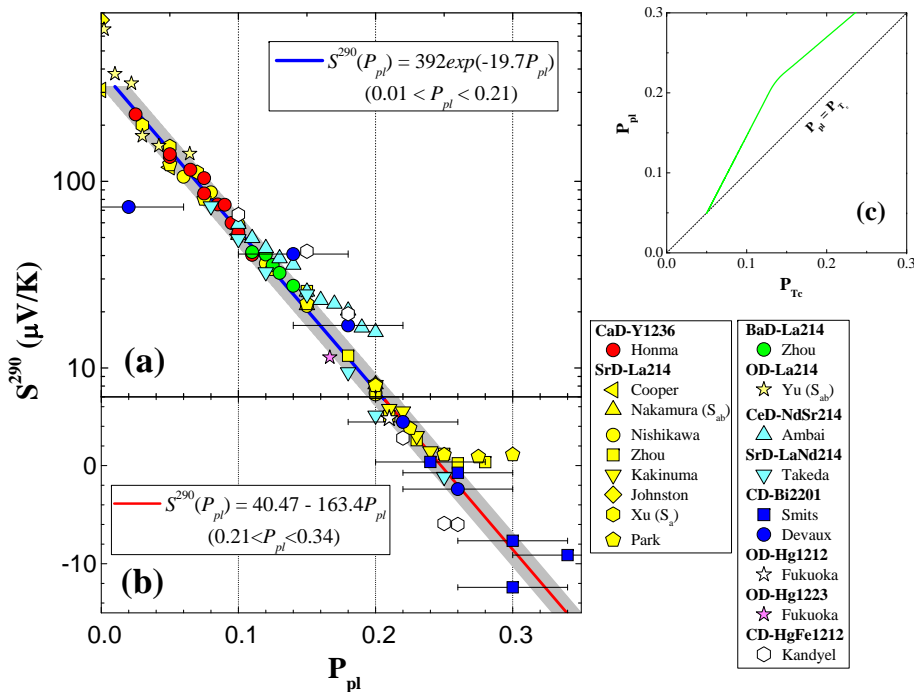 S^290(P_pl) = 392exp(-19.7P_pl)
(0.01 < P_pl < 0.21)
100
10
(a)
S^290 (μV/K)
0
-10
S^290(P_pl) = 40.47 - 163.4P_pl
(0.21<P_pl<0.34)
(b)
0.0 0.1 0.2 0.3
P_pl
0.3
0.2
0.1
0.0
P_pl
P_pl = P_Tc
(c)
0.0 0.1 0.2 0.3
P_Tc
CaD-Y1236
Honma
SrD-La214
Cooper
Nakamura (S_ab)
Nishikawa
Zhou
Kakinuma
Johnston
Xu (S_a)
Park
BaD-La214
Zhou
OD-La214
Yu (S_ab)
CeD-NdSr214
Ambai
SrD-LaNd214
Takeda
CD-Bi2201
Smits
Devaux
OD-Hg1212
Fukuoka
OD-Hg1223
Fukuoka
CD-HgFe1212
Kandyel